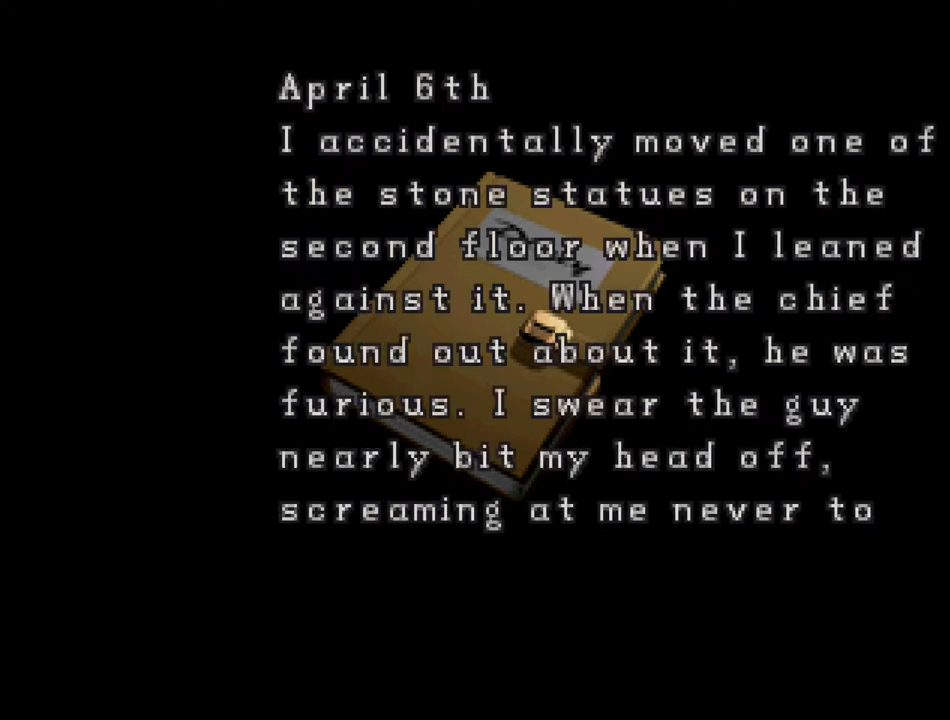 April 6th
I accidentally moved one of
the stone statues on the
second floor when I leaned
against it. When the chief
found out about it, he was
furious. I swear the guy
nearly bit my head off,
screaming at me never to
Diary